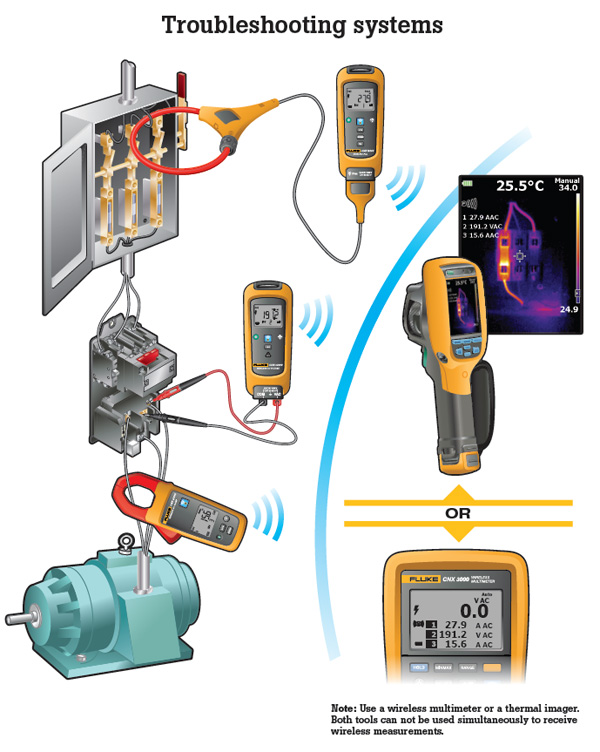 Troubleshooting systems
25.5°C
Manual
34.0
1 27.9 AAC
2 191.2 VAC
3 15.6 AAC
24.9
FLUKE
COM
VAC
OR
FLUKE CNX 3000 WIRELESS MULTIMETER
Auto
V AC
0.0
1 27.9 A AC
2 191.2 V AC
3 15.6 A AC
Note: Use a wireless multimeter or a thermal imager.
Both tools can not be used simultaneously to receive
wireless measurements.